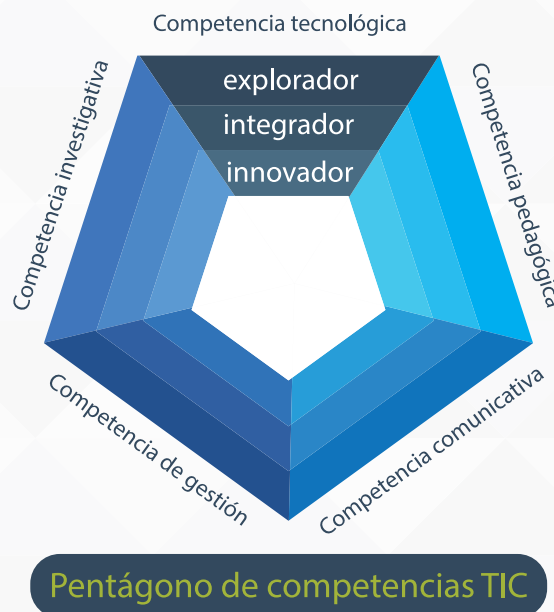 Competencia tecnológica
explorador
integrador
innovador
Competencia investigativa
Competencia pedagógica
Competencia de gestión
Competencia comunicativa
Pentágono de competencias TIC